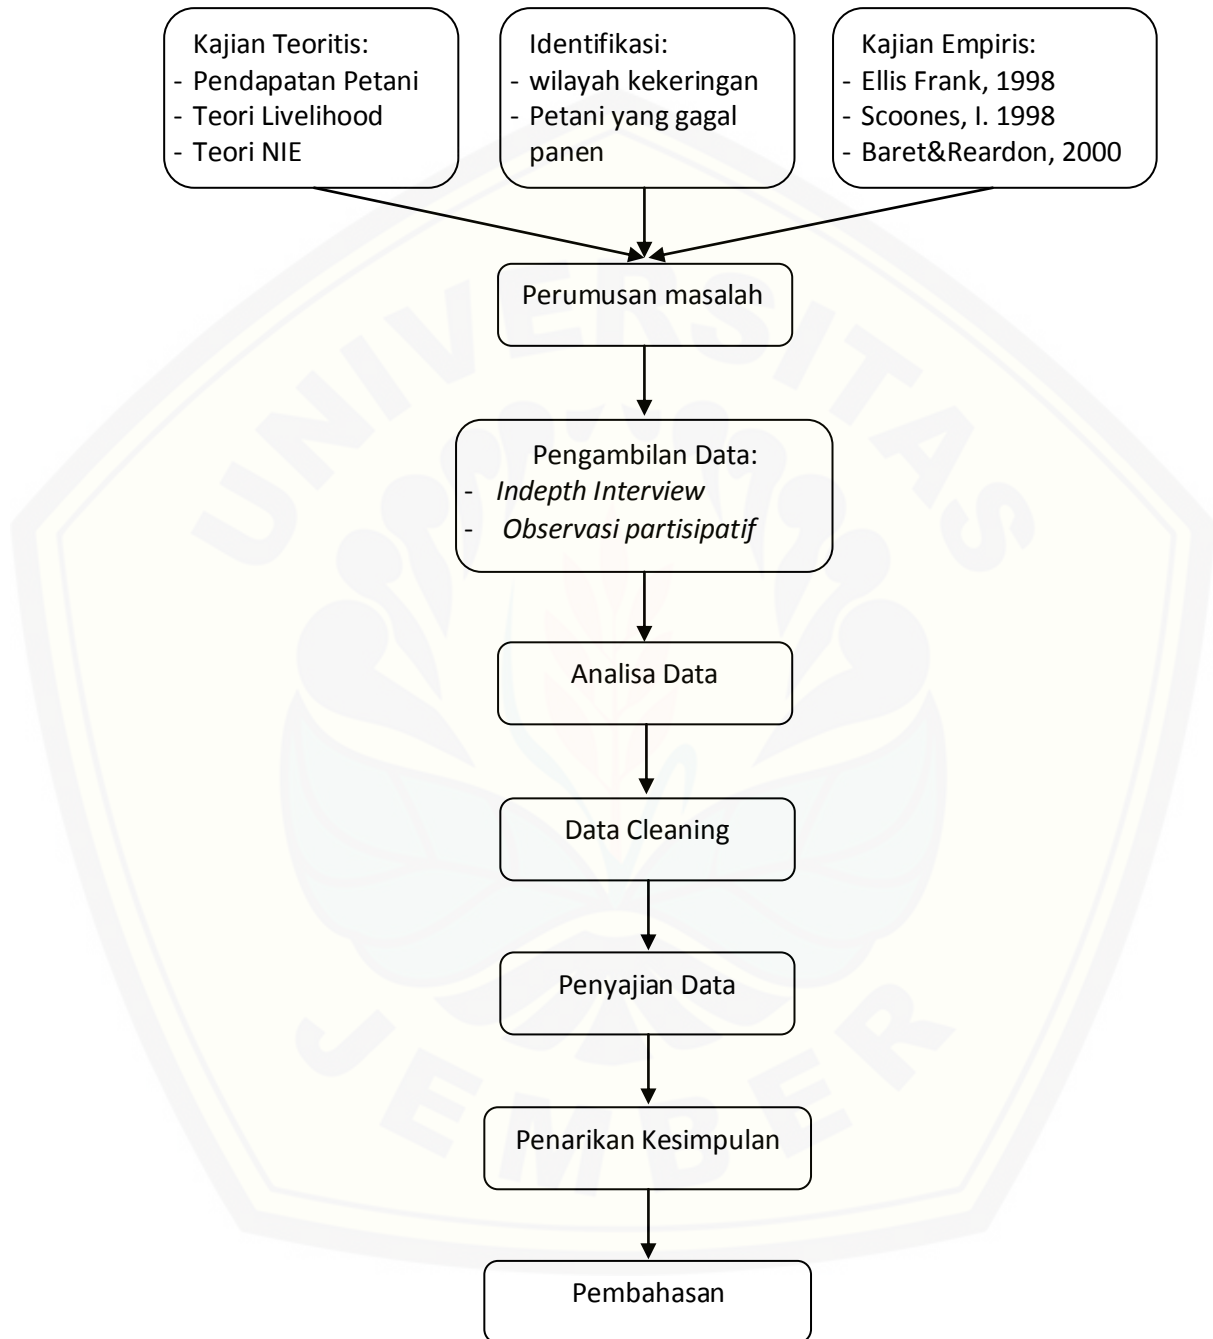 Kajian Teoritis:
- Pendapatan Petani
- Teori Livelihood
- Teori NIE
Identifikasi:
- wilayah kekeringan
- Petani yang gagal
panen
Kajian Empiris:
- Ellis Frank, 1998
- Scoones, I. 1998
- Baret&Reardon, 2000
Perumusan masalah
Pengambilan Data:
- Indepth Interview
- Observasi partisipatif
Analisa Data
Data Cleaning
Penyajian Data
Penarikan Kesimpulan
Pembahasan
UNIVERSITAS
JEMBER